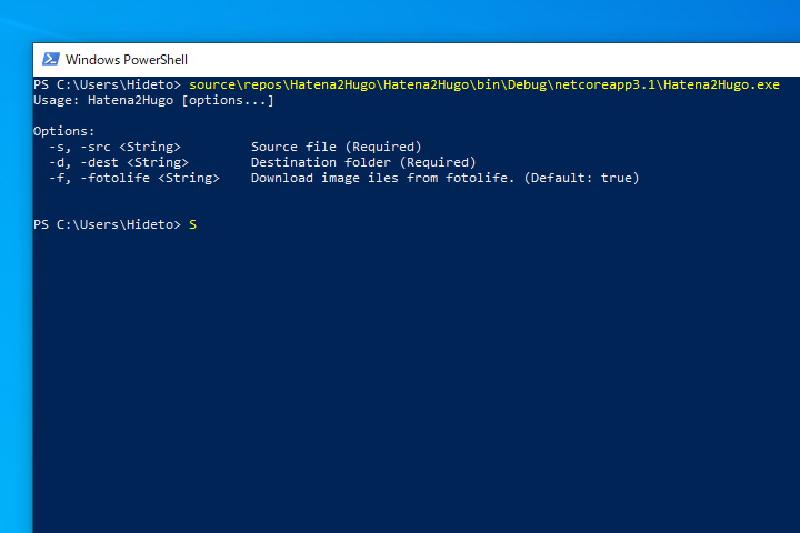 Windows PowerShell
PS C:\Users\Hideto> source\repos\Hatena2Hugo\Hatena2Hugo\bin\Debug\netcoreapp3.1\Hatena2Hugo.exe
Usage: Hatena2Hugo [options...]
Options:
-s, -src <String> Source file (Required)
-d, -dest <String> Destination folder (Required)
-f, -fotolife <String> Download image iles from fotolife. (Default: true)
PS C:\Users\Hideto> S